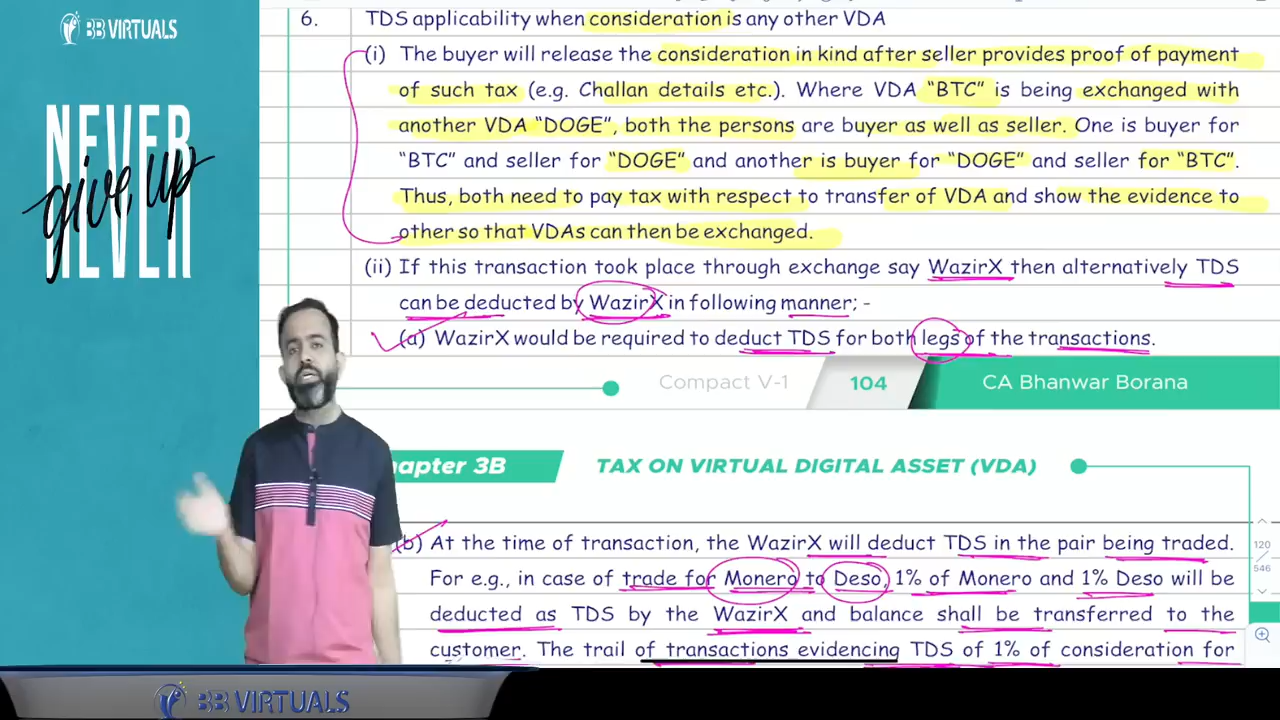 BB VIRTUALS
NEVER
give up
NEVER
6. TDS applicability when consideration is any other VDA
(i) The buyer will release the consideration in kind after seller provides proof of payment
of such tax (e.g. Challan details etc.). Where VDA “BTC” is being exchanged with
another VDA “DOGE”, both the persons are buyer as well as seller. One is buyer for
“BTC” and seller for “DOGE” and another is buyer for “DOGE” and seller for “BTC”.
Thus, both need to pay tax with respect to transfer of VDA and show the evidence to
other so that VDAs can then be exchanged.
(ii) If this transaction took place through exchange say WazirX then alternatively TDS
can be deducted by WazirX in following manner; -
(a) WazirX would be required to deduct TDS for both legs of the transactions.
Compact V-1 104 CA Bhanwar Borana
apter 3B TAX ON VIRTUAL DIGITAL ASSET (VDA)
(b) At the time of transaction, the WazirX will deduct TDS in the pair being traded.
For e.g., in case of trade for Monero to Deso, 1% of Monero and 1% Deso will be
deducted as TDS by the WazirX and balance shall be transferred to the
customer. The trail of transactions evidencing TDS of 1% of consideration for
120
546
BB VIRTUALS